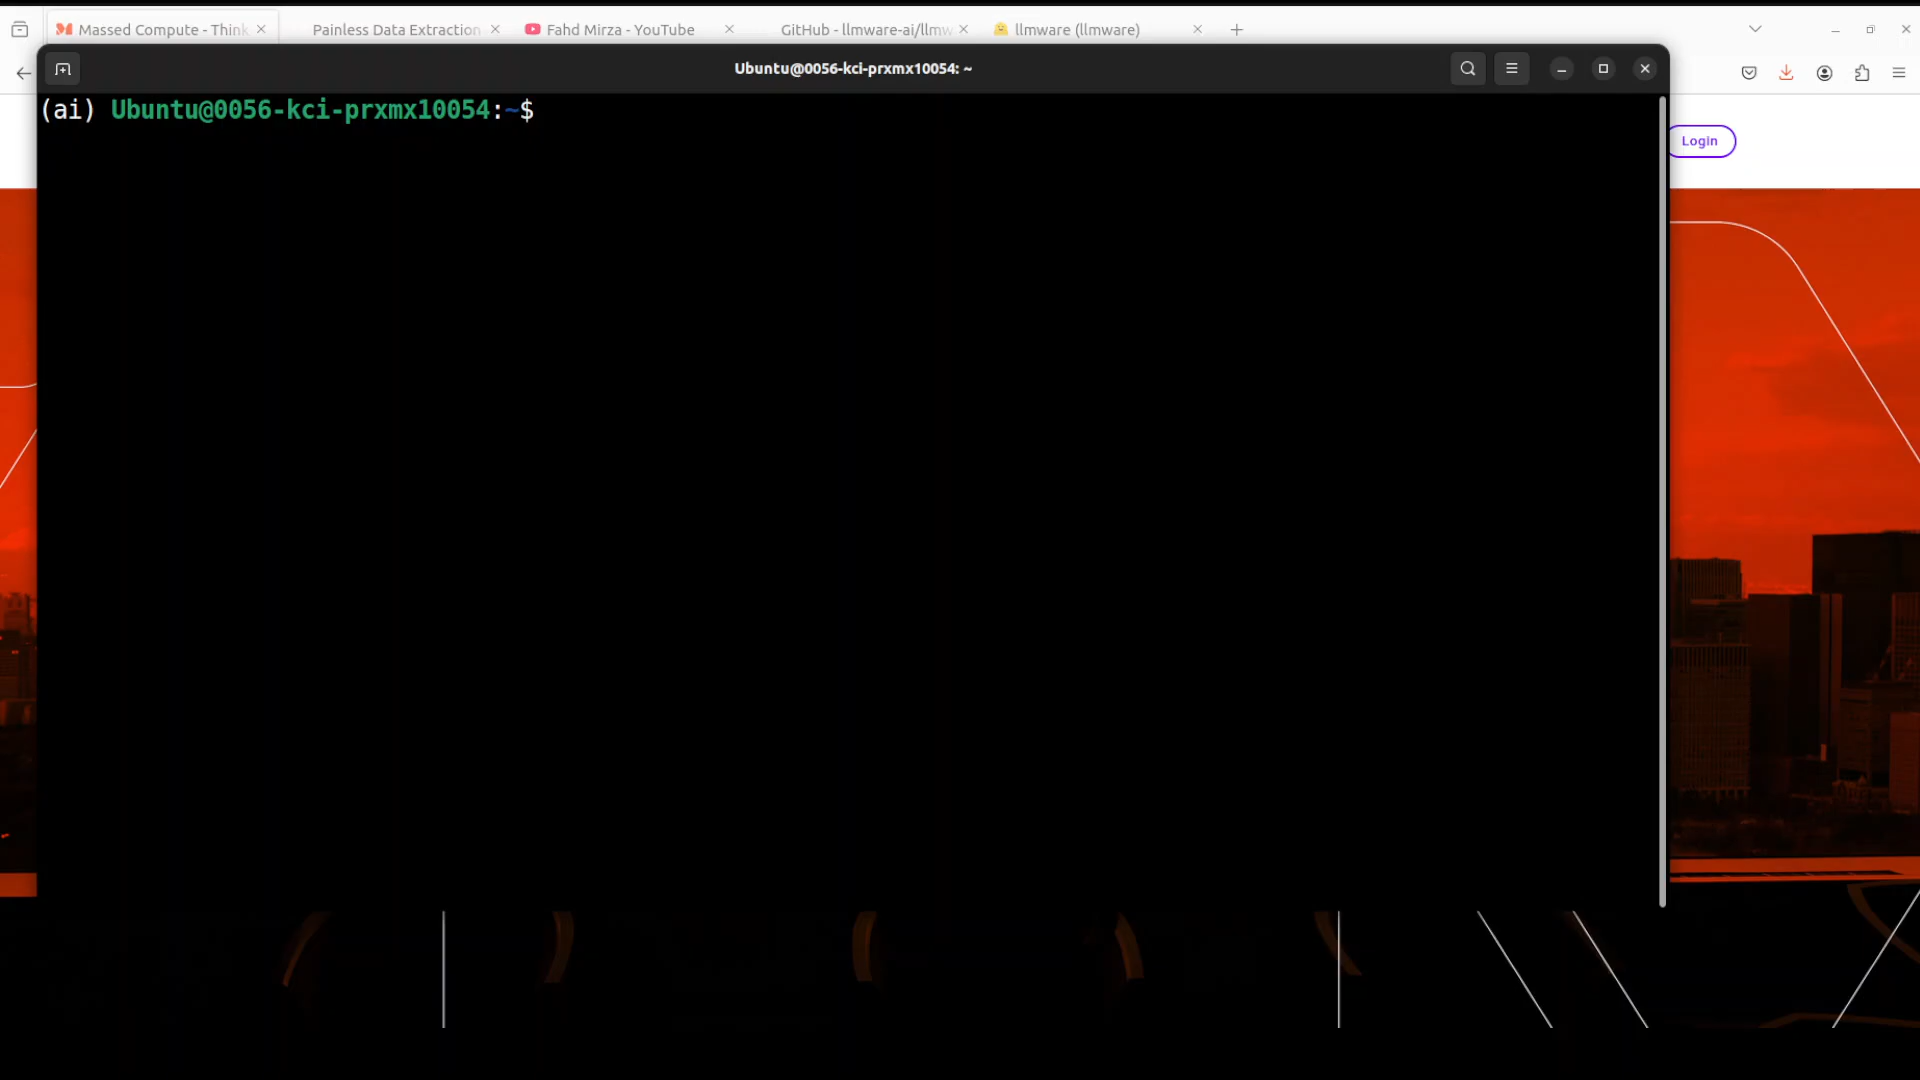 Massed Compute - Think
Painless Data Extraction
Fahd Mirza - YouTube
GitHub - llmware-ai/llmw
llmware (llmware)
Ubuntu@0056-kci-prxmx10054: ~
(ai) Ubuntu@0056-kci-prxmx10054:~$
Login